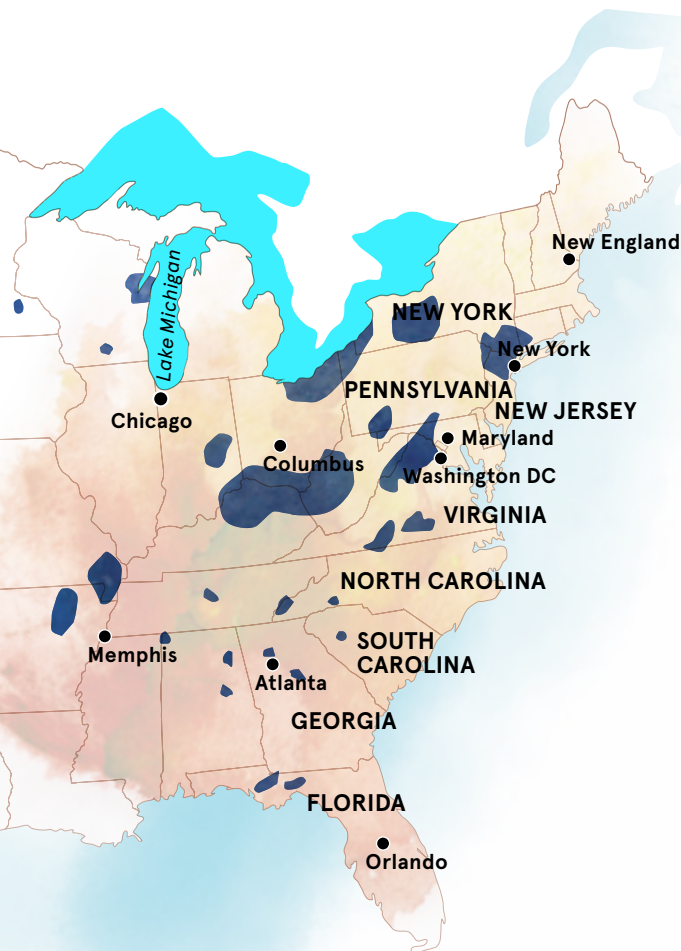 New England
Lake Michigan
NEW YORK
New York
PENNSYLVANIA
NEW JERSEY
Chicago
Maryland
Columbus
Washington DC
VIRGINIA
NORTH CAROLINA
SOUTH
CAROLINA
Memphis
Atlanta
GEORGIA
FLORIDA
Orlando